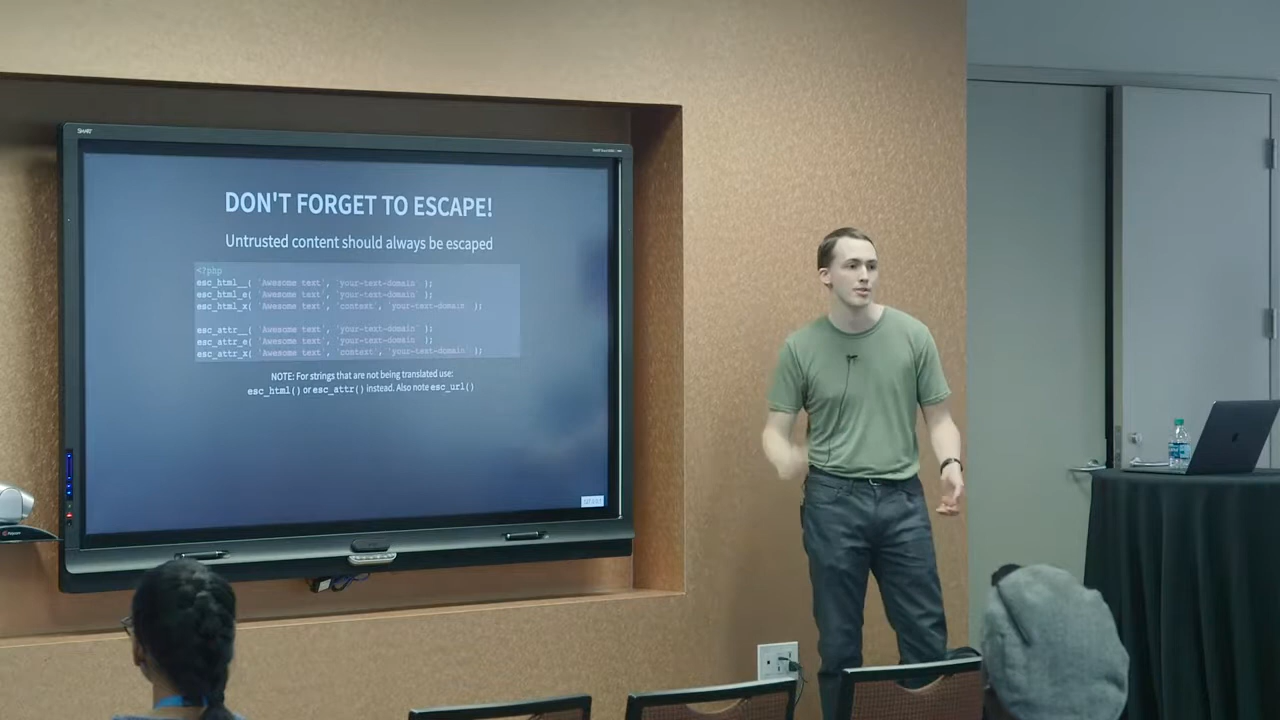 SMART
DON'T FORGET TO ESCAPE!
Untrusted content should always be escaped
<?php
esc_html__( 'Awesome text', 'your-text-domain' );
esc_html_e( 'Awesome text', 'your-text-domain' );
esc_html_x( 'Awesome text', 'context', 'your-text-domain' );
esc_attr__( 'Awesome text', 'your-text-domain' );
esc_attr_e( 'Awesome text', 'your-text-domain' );
esc_attr_x( 'Awesome text', 'context', 'your-text-domain' );
NOTE: For strings that are not being translated use:
esc_html() or esc_attr() instead. Also note esc_url()